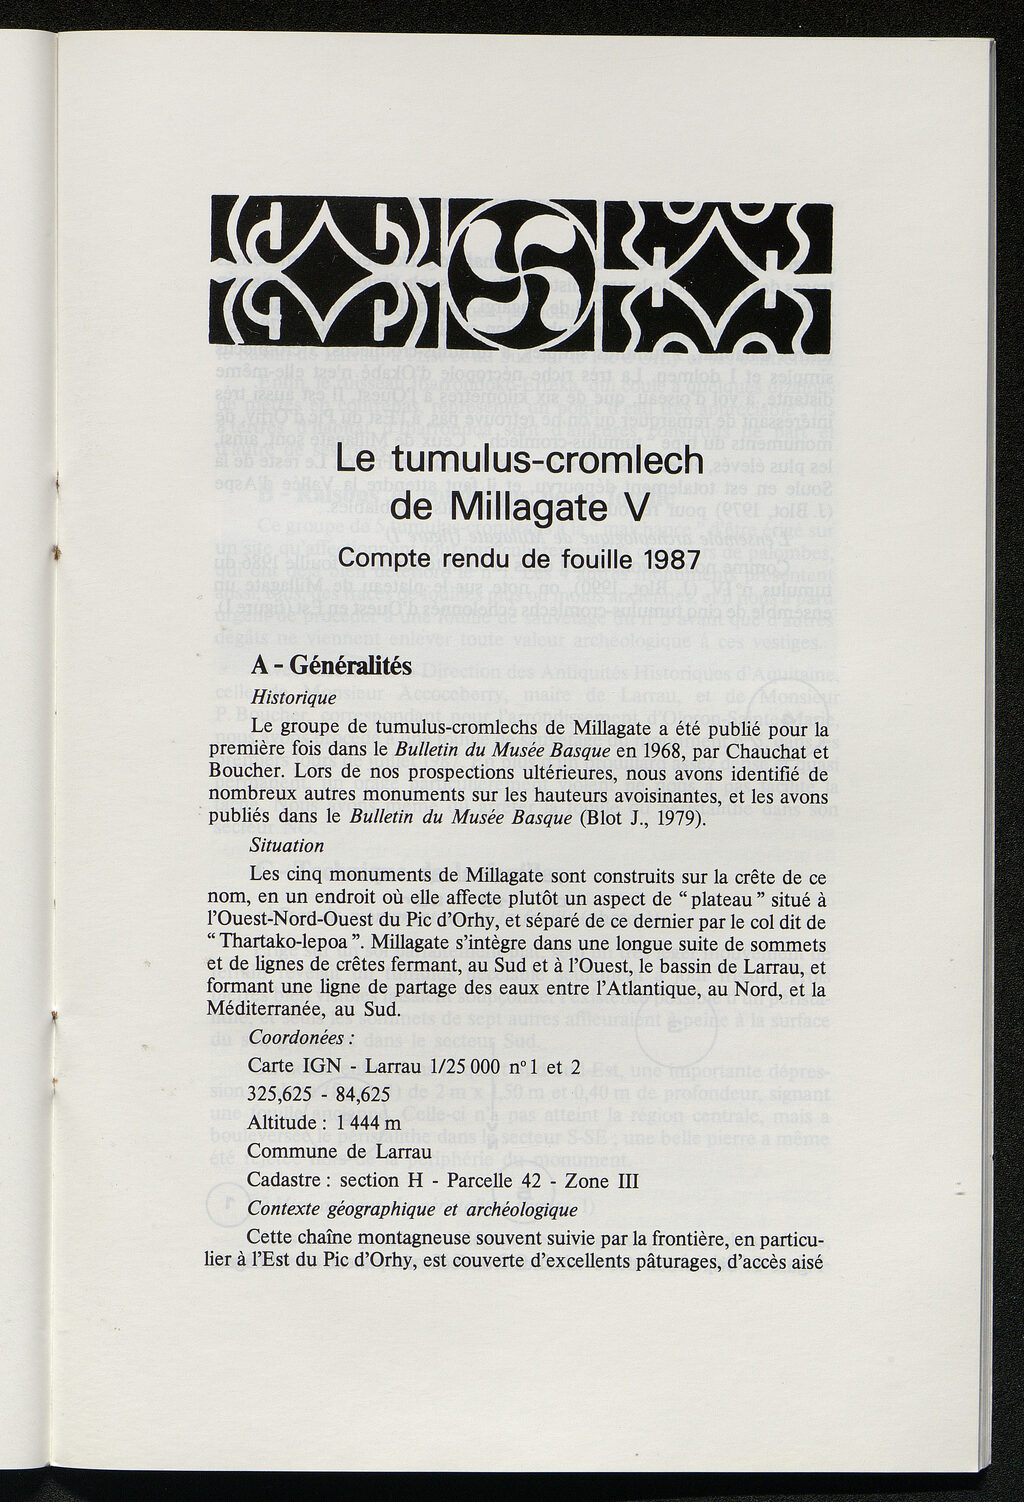 Le tumulus-cromlech
de Millagate V
Compte rendu de fouille 1987
A - Généralités
Historique
Le groupe de tumulus-cromlechs de Millagate a été publié pour la
première fois dans le Bulletin du Musée Basque en 1968, par Chauchat et
Boucher. Lors de nos prospections ultérieures, nous avons identifié de
nombreux autres monuments sur les hauteurs avoisinantes, et les avons
publiés dans le Bulletin du Musée Basque (Blot J., 1979).
Situation
Les cinq monuments de Millagate sont construits sur la crête de ce
nom, en un endroit où elle affecte plutôt un aspect de “ plateau ” situé à
l’Ouest-Nord-Ouest du Pic d’Orhy, et séparé de ce dernier par le col dit de
“ Thartako-lepoa ”. Millagate s’intègre dans une longue suite de sommets
et de lignes de crêtes fermant, au Sud et à l’Ouest, le bassin de Larrau, et
formant une ligne de partage des eaux entre l’Atlantique, au Nord, et la
Méditerranée, au Sud.
Coordonées :
Carte IGN - Larrau 1/25 000 n° 1 et 2
325,625 - 84,625
Altitude : 1 444 m
Commune de Larrau
Cadastre : section H - Parcelle 42 - Zone III
Contexte géographique et archéologique
Cette chaîne montagneuse souvent suivie par la frontière, en particu-
lier à l’Est du Pic d’Orhy, est couverte d’excellents pâturages, d’accès aisé